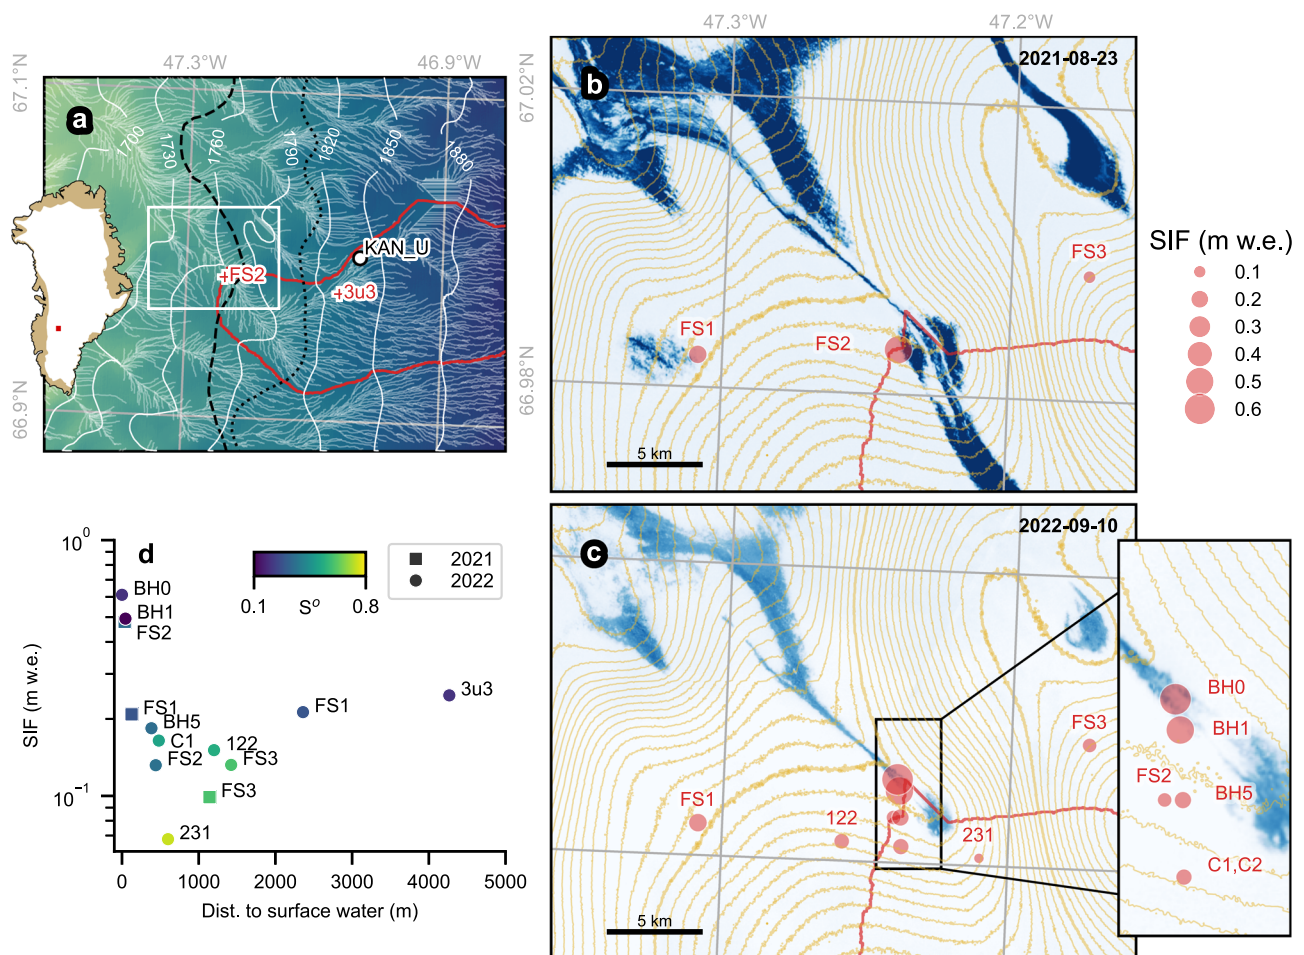 47.3°W
46.9°W
67.1°N
66.9°N
a
1700
1730
1760
1790
1820
1850
1880
KAN_U
+FS2
+3u3
47.3°W
47.2°W
67.02°N
66.98°N
b
2021-08-23
FS1
FS2
FS3
5 km
SIF (m w.e.)
0.1
0.2
0.3
0.4
0.5
0.6
c
2022-09-10
FS1
122
231
FS3
5 km
BH0
BH1
FS2
BH5
C1,C2
d
SIF (m w.e.)
10⁰
10⁻¹
0.1
S°
0.8
2021
2022
BH0
BH1
FS2
FS1
BH5
C1
FS2
122
FS3
FS3
231
FS1
3u3
0
1000
2000
3000
4000
5000
Dist. to surface water (m)